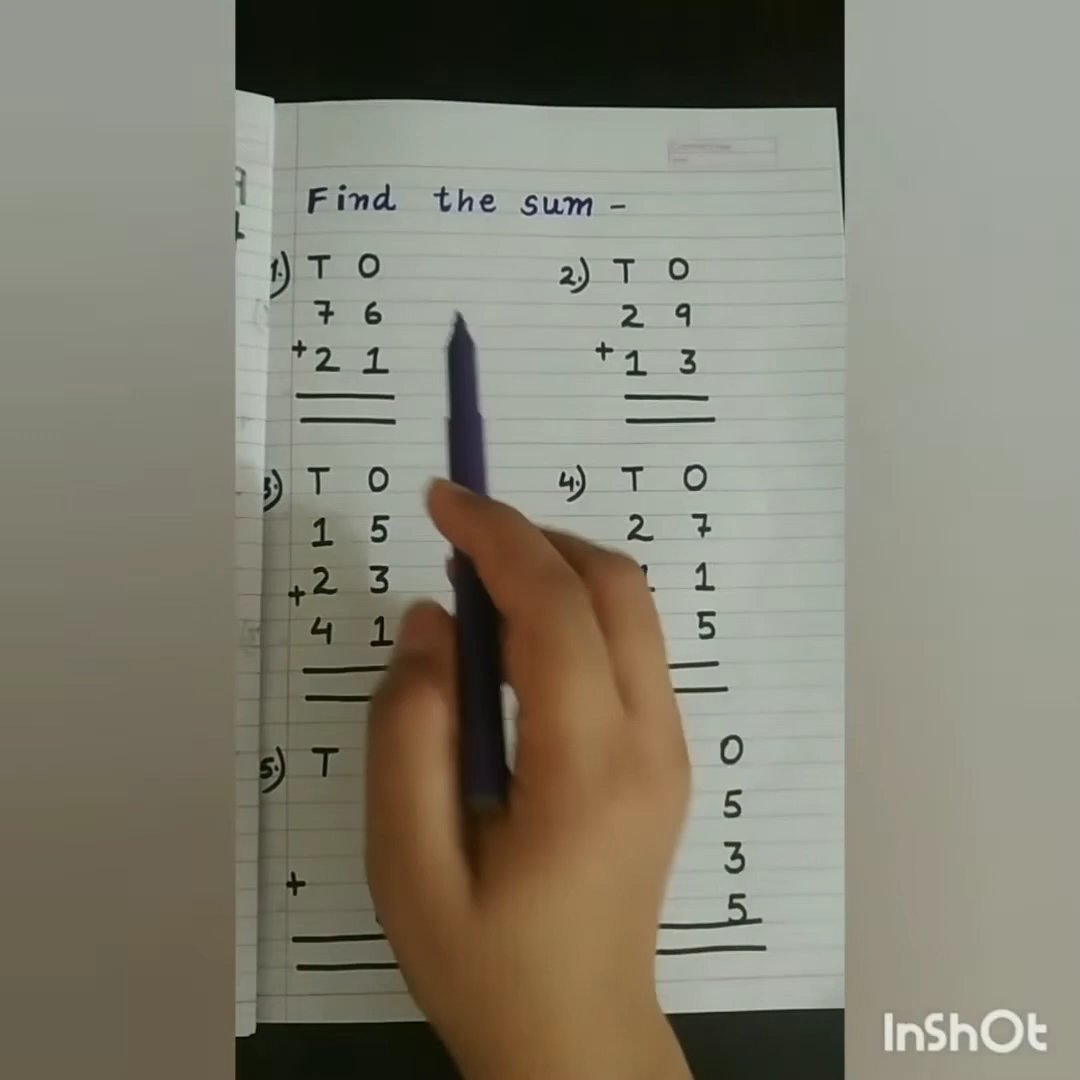 Find the sum -
1.) T O 2.) T O
7 6 2 9
+ 2 1 + 1 3
3.) T O 4.) T O
1 5 2 7
+ 2 3 1
4 1 5
5.) T O
5
3
+ 5
InShOt